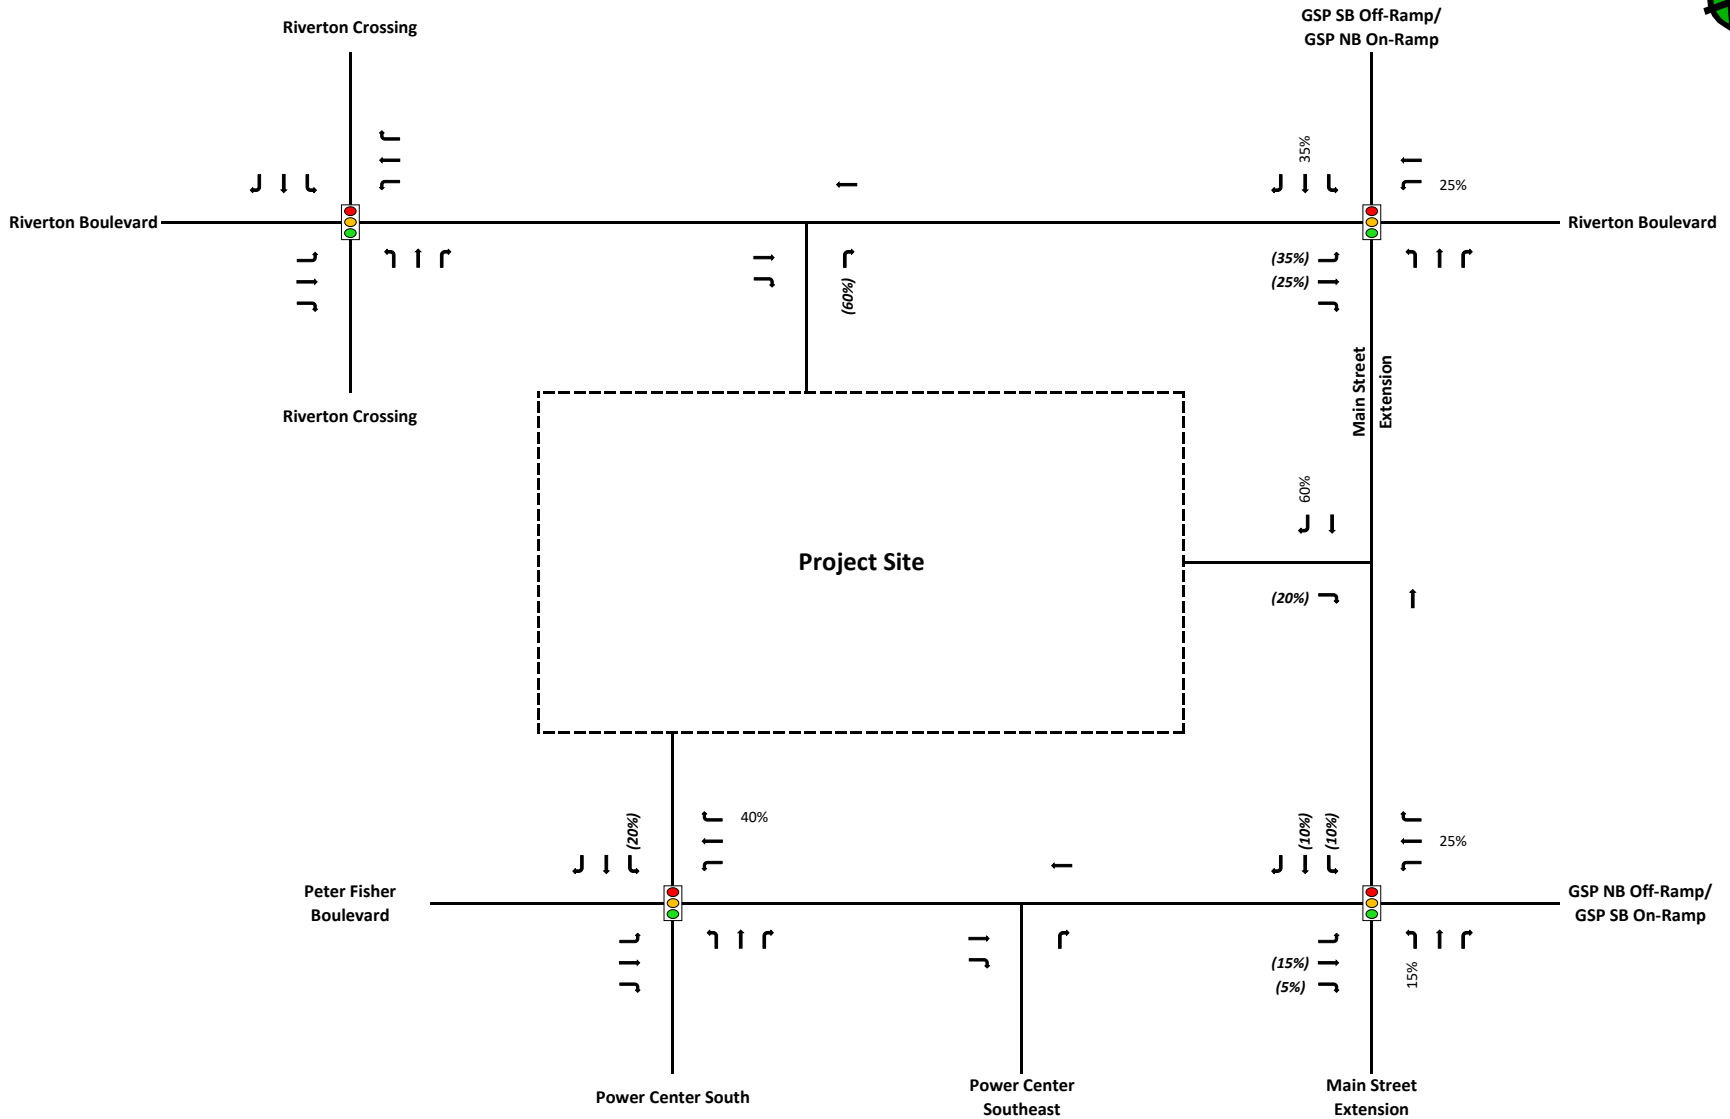 Riverton Crossing
GSP SB Off-Ramp/
GSP NB On-Ramp
35%
25%
Riverton Boulevard
Riverton Boulevard
(60%)
(35%)
(25%)
Riverton Crossing
Main Street
Extension
60%
Project Site
(20%)
(20%)
40%
(10%)
(10%)
25%
Peter Fisher
Boulevard
GSP NB Off-Ramp/
GSP SB On-Ramp
(15%)
(5%)
15%
Power Center South
Power Center
Southeast
Main Street
Extension